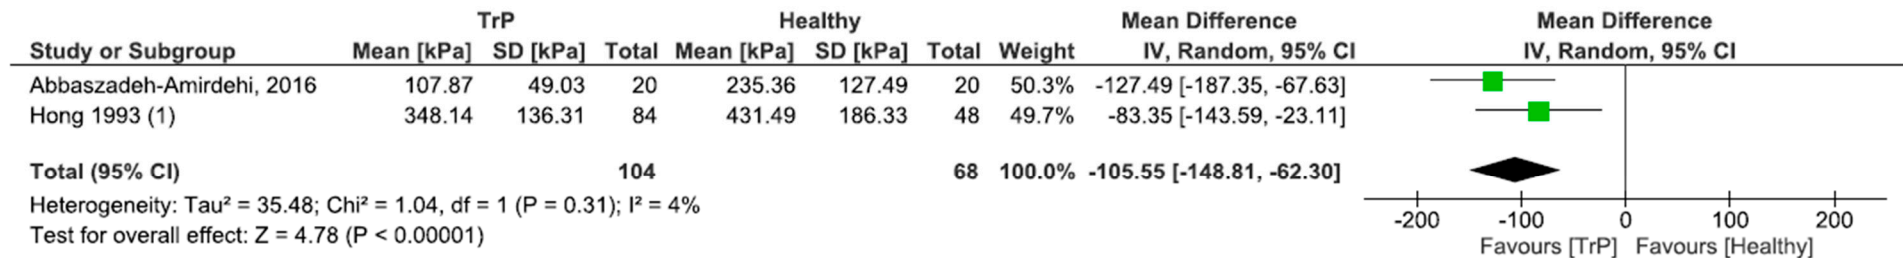 TrP Healthy Mean Difference Mean Difference
Study or Subgroup Mean [kPa] SD [kPa] Total Mean [kPa] SD [kPa] Total Weight IV, Random, 95% CI IV, Random, 95% CI
Abbaszadeh-Amirdehi, 2016 107.87 49.03 20 235.36 127.49 20 50.3% -127.49 [-187.35, -67.63]
Hong 1993 (1) 348.14 136.31 84 431.49 186.33 48 49.7% -83.35 [-143.59, -23.11]
Total (95% CI) 104 68 100.0% -105.55 [-148.81, -62.30]
Heterogeneity: Tau² = 35.48; Chi² = 1.04, df = 1 (P = 0.31); I² = 4%
Test for overall effect: Z = 4.78 (P < 0.00001)
-200 -100 0 100 200
Favours [TrP] Favours [Healthy]